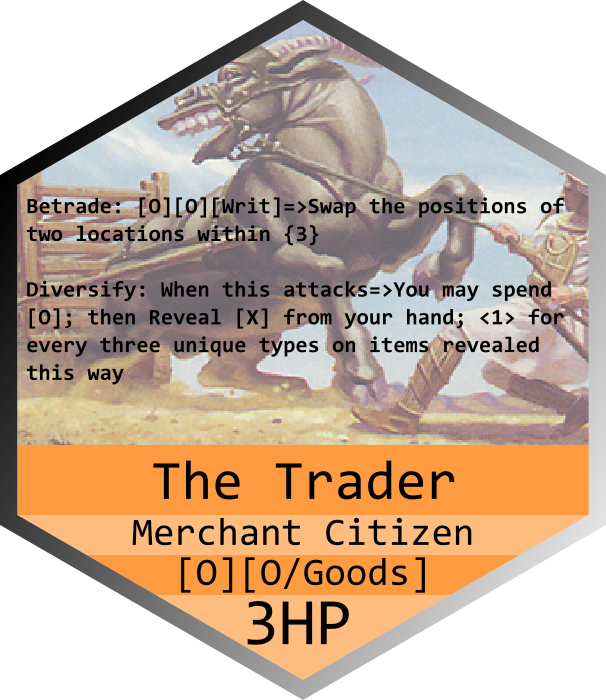 Betrade: [O][O][Writ]=>Swap the positions of
two locations within {3}
Diversify: When this attacks=>You may spend
[O]; then Reveal [X] from your hand; <1> for
every three unique types on items revealed
this way
The Trader
Merchant Citizen
[O][O/Goods]
3HP